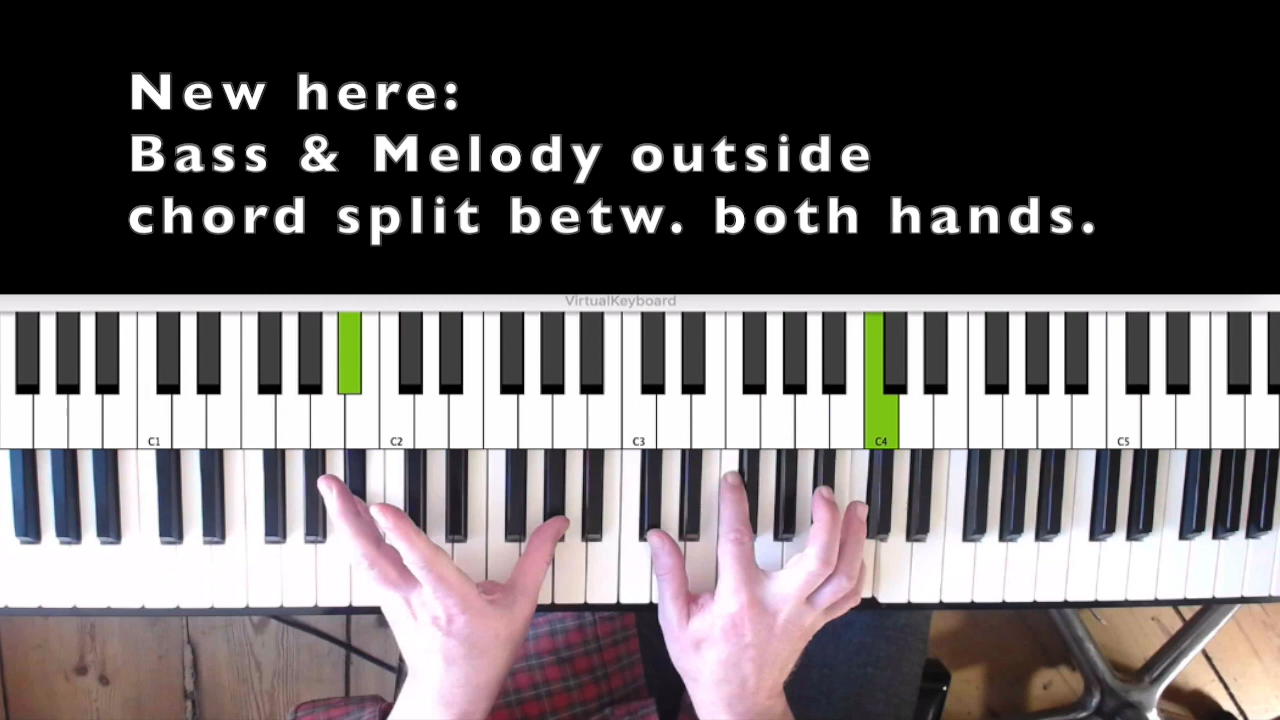 New here:
Bass & Melody outside
chord split betw. both hands.
VirtualKeyboard
C1
C2
C3
C4
C5